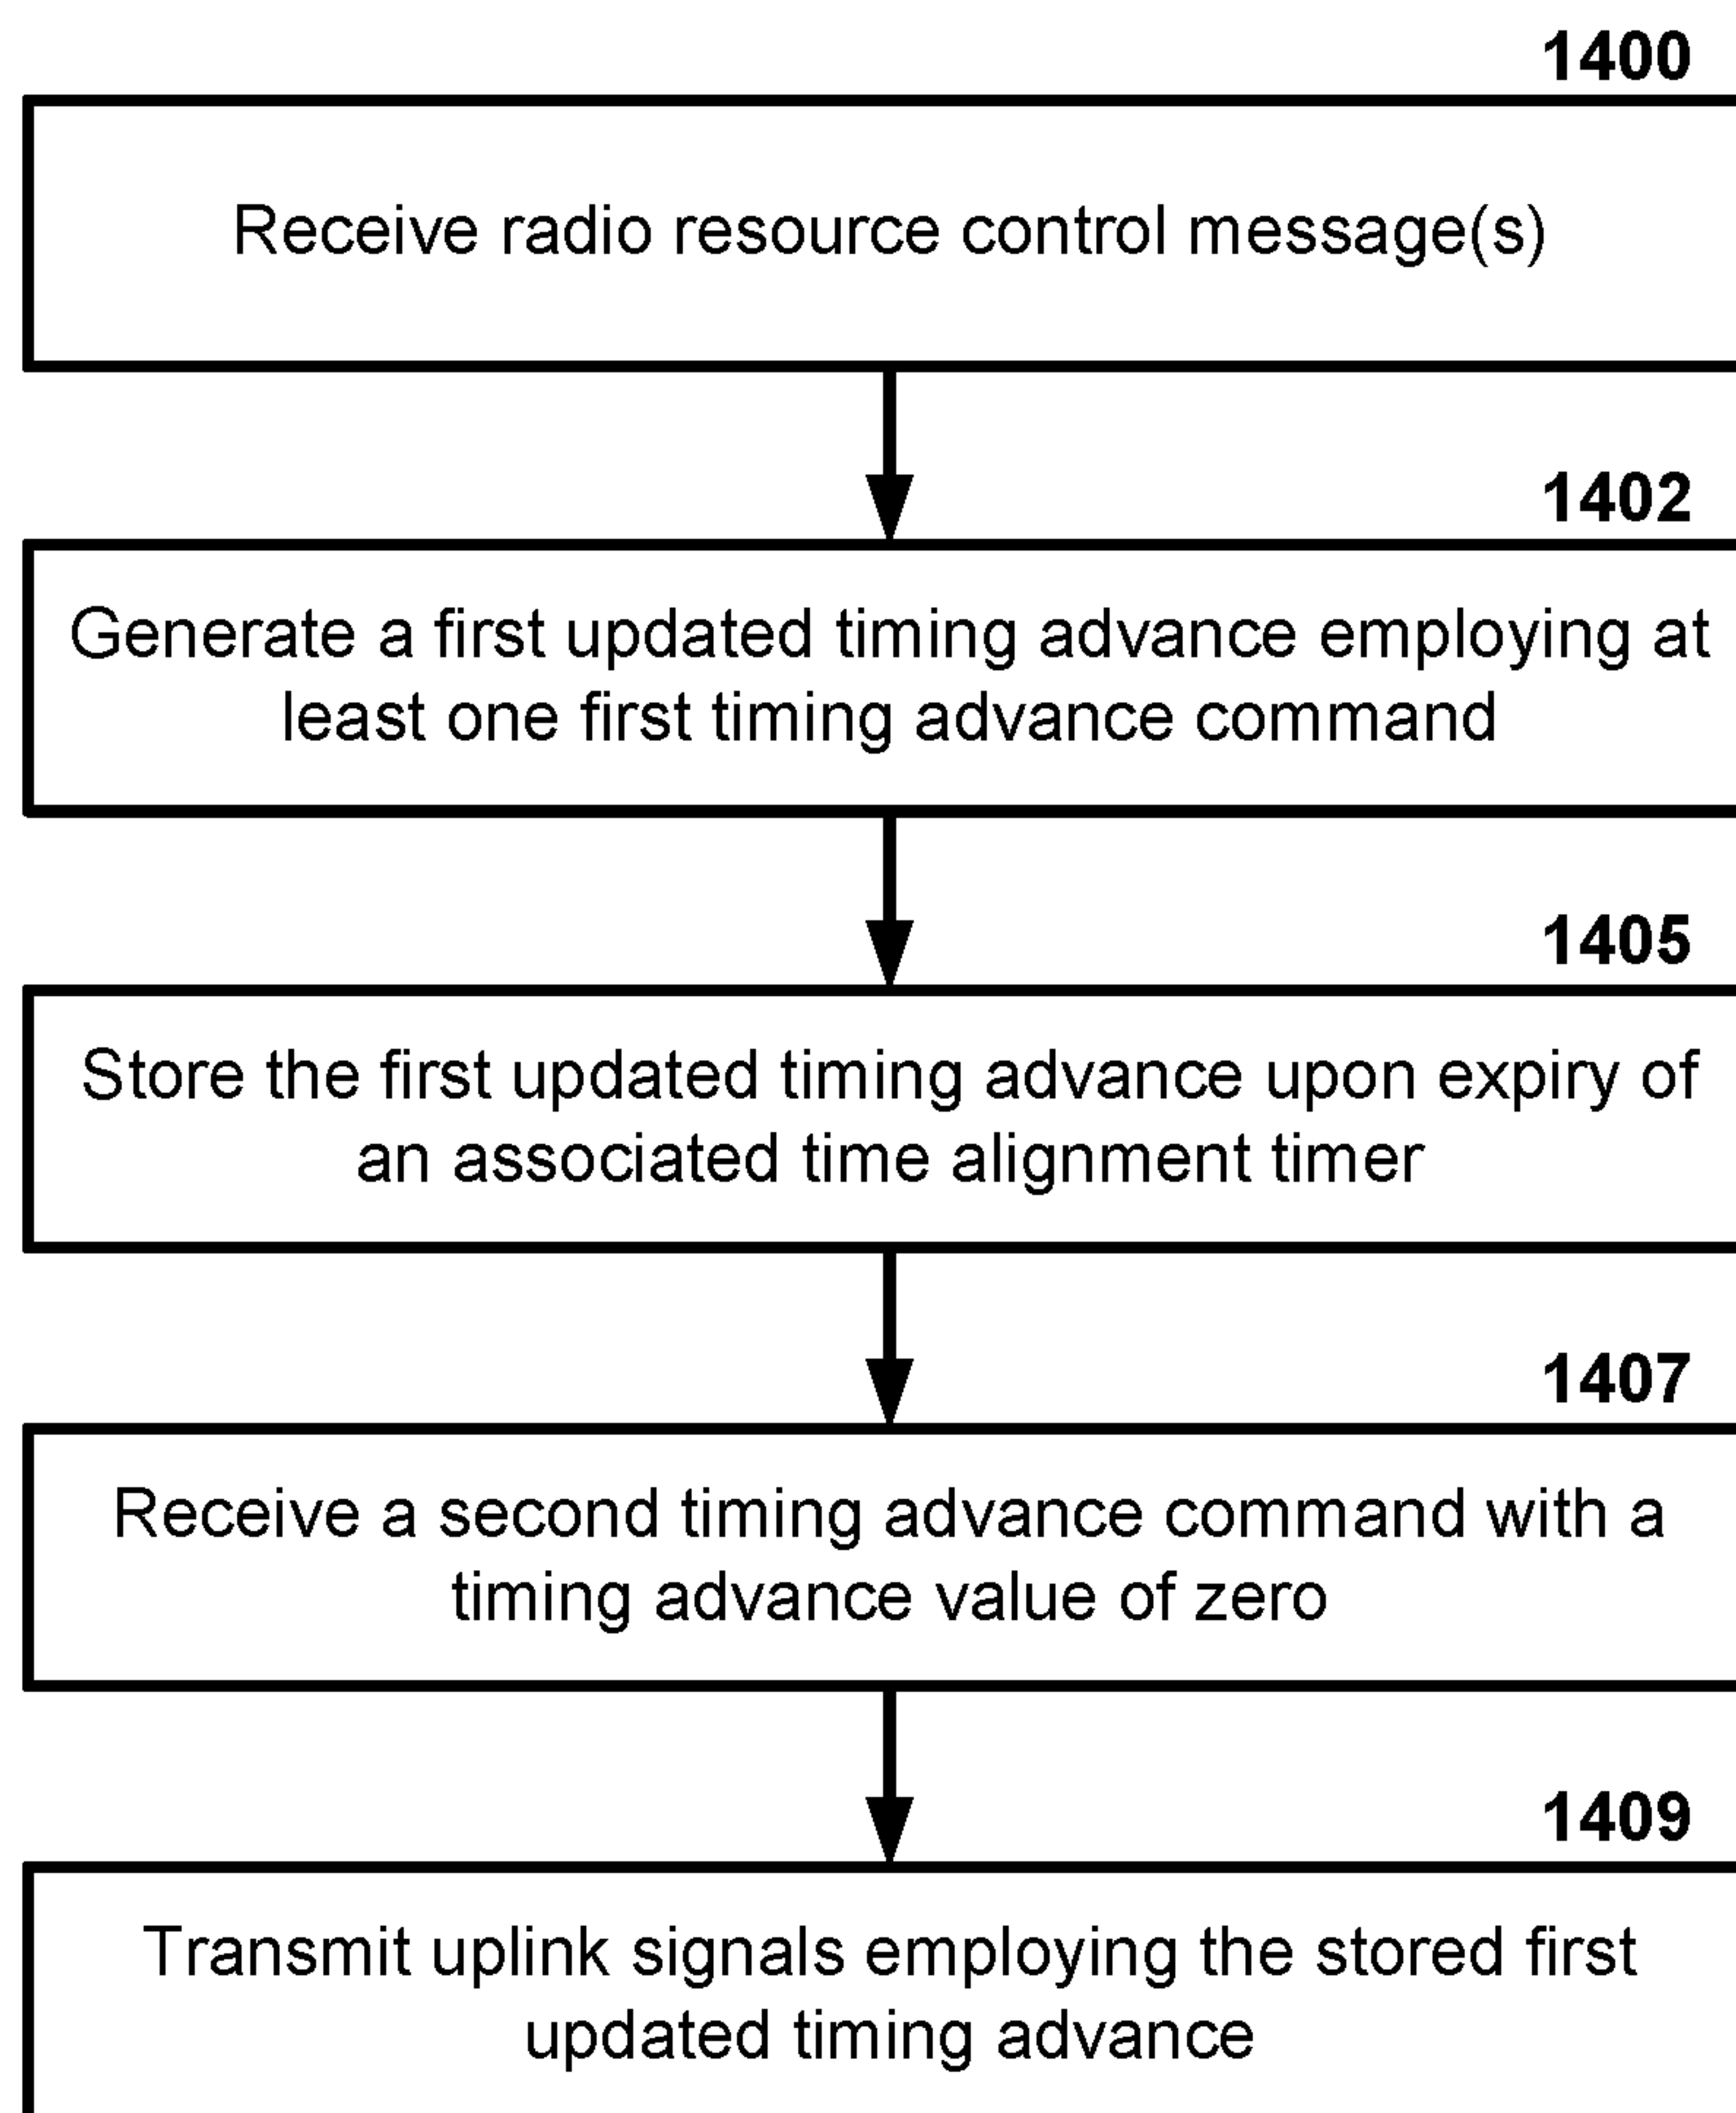 1400
Receive radio resource control message(s)
1402
Generate a first updated timing advance employing at
least one first timing advance command
1405
Store the first updated timing advance upon expiry of
an associated time alignment timer
1407
Receive a second timing advance command with a
timing advance value of zero
1409
Transmit uplink signals employing the stored first
updated timing advance